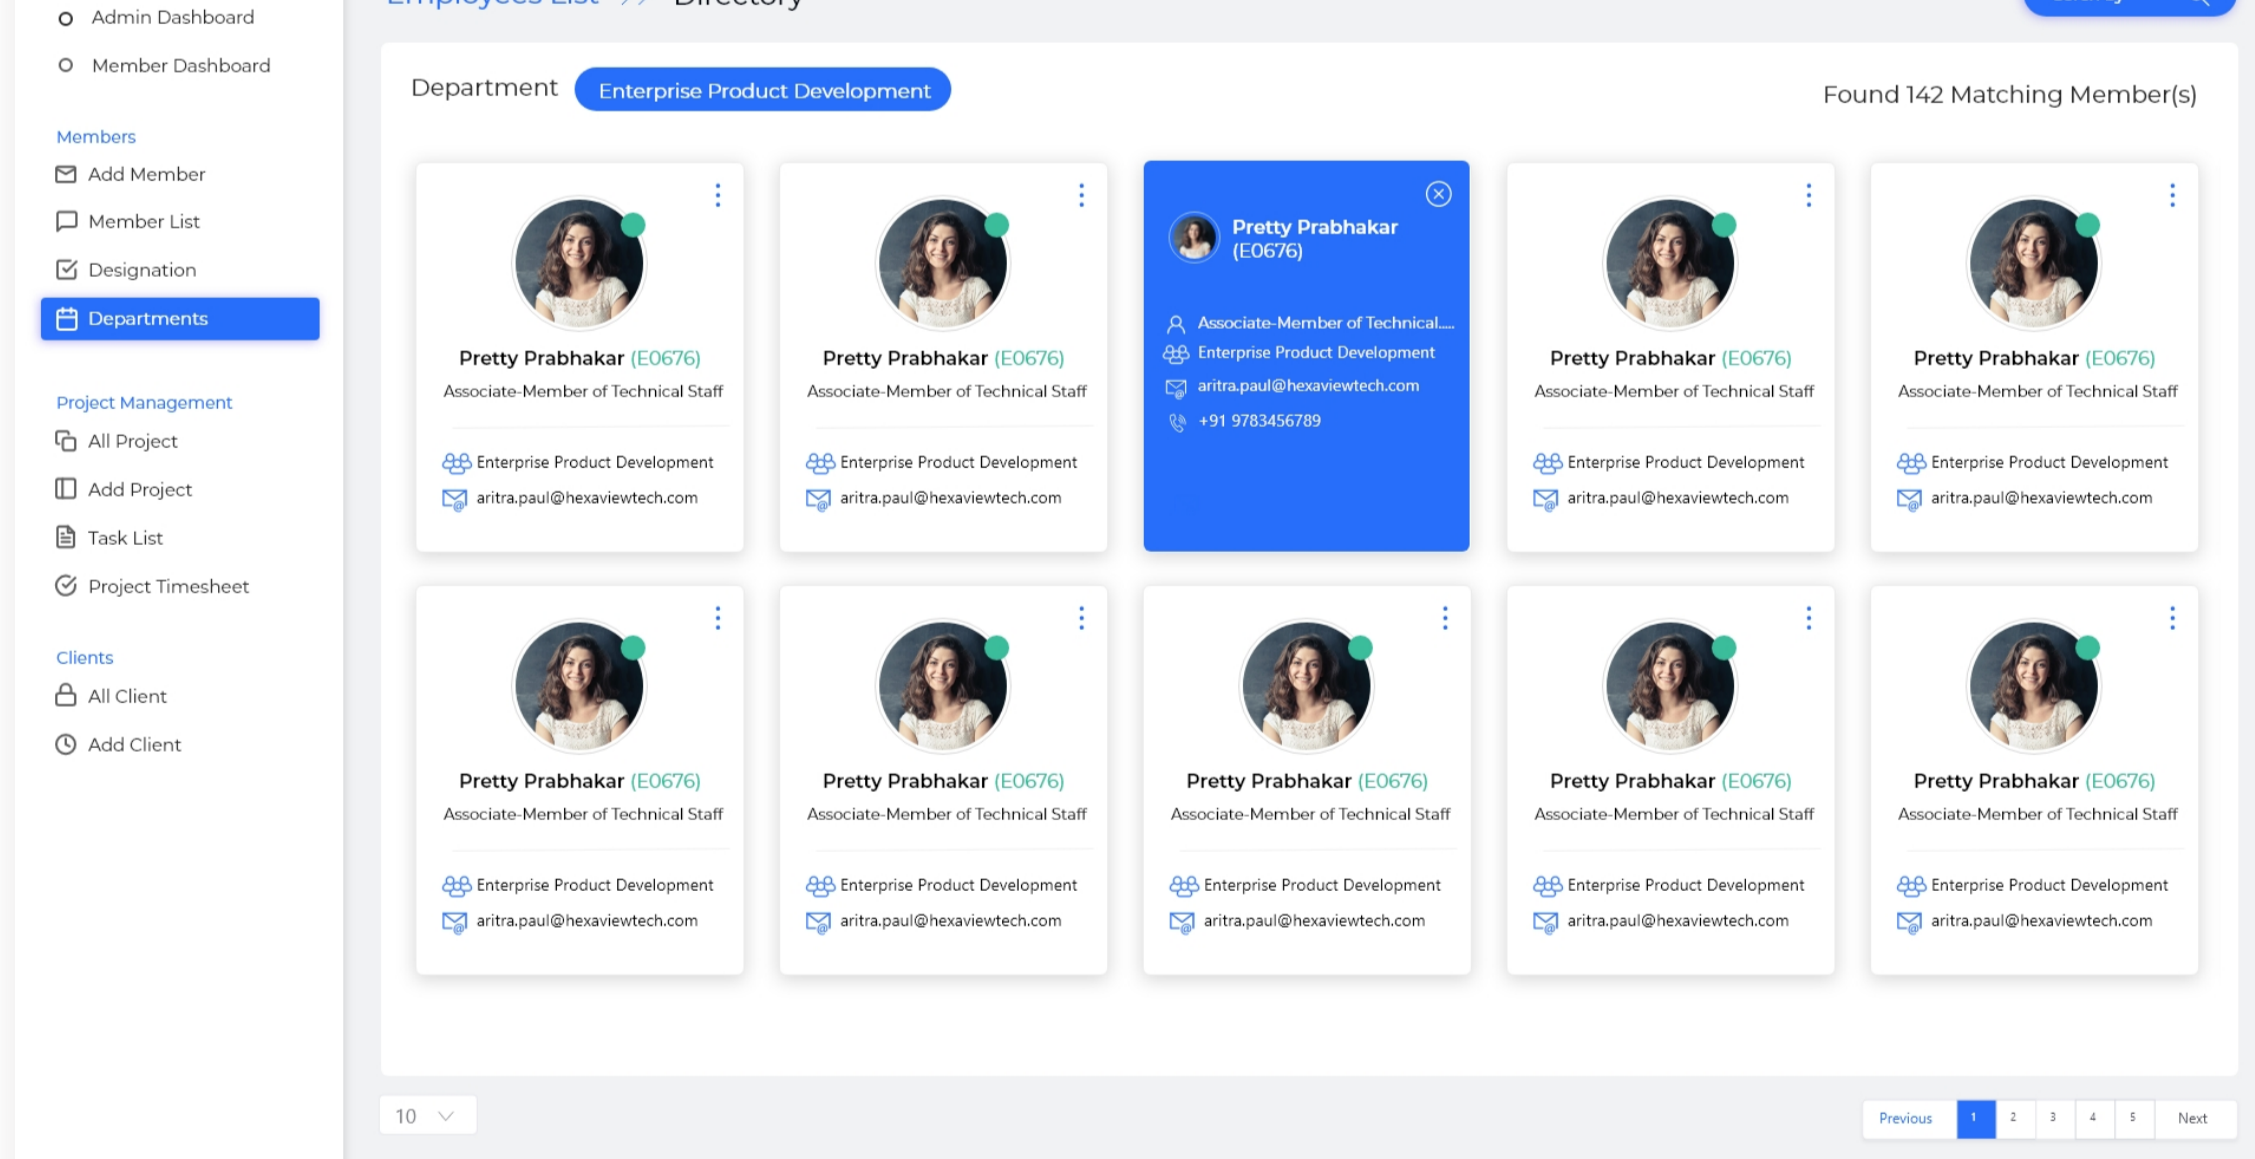 Admin Dashboard
Member Dashboard
Members
Add Member
Member List
Designation
Departments
Project Management
All Project
Add Project
Task List
Project Timesheet
Clients
All Client
Add Client
Employees List >> Directory
Department Enterprise Product Development
Found 142 Matching Member(s)
Pretty Prabhakar (E0676)
Associate-Member of Technical Staff
Enterprise Product Development
aritra.paul@hexaviewtech.com
Pretty Prabhakar (E0676)
Associate-Member of Technical Staff
Enterprise Product Development
aritra.paul@hexaviewtech.com
Pretty Prabhakar
(E0676)
Associate-Member of Technical.....
Enterprise Product Development
aritra.paul@hexaviewtech.com
+91 9783456789
Pretty Prabhakar (E0676)
Associate-Member of Technical Staff
Enterprise Product Development
aritra.paul@hexaviewtech.com
Pretty Prabhakar (E0676)
Associate-Member of Technical Staff
Enterprise Product Development
aritra.paul@hexaviewtech.com
Pretty Prabhakar (E0676)
Associate-Member of Technical Staff
Enterprise Product Development
aritra.paul@hexaviewtech.com
Pretty Prabhakar (E0676)
Associate-Member of Technical Staff
Enterprise Product Development
aritra.paul@hexaviewtech.com
Pretty Prabhakar (E0676)
Associate-Member of Technical Staff
Enterprise Product Development
aritra.paul@hexaviewtech.com
Pretty Prabhakar (E0676)
Associate-Member of Technical Staff
Enterprise Product Development
aritra.paul@hexaviewtech.com
Pretty Prabhakar (E0676)
Associate-Member of Technical Staff
Enterprise Product Development
aritra.paul@hexaviewtech.com
10
Previous 1 2 3 4 5 Next